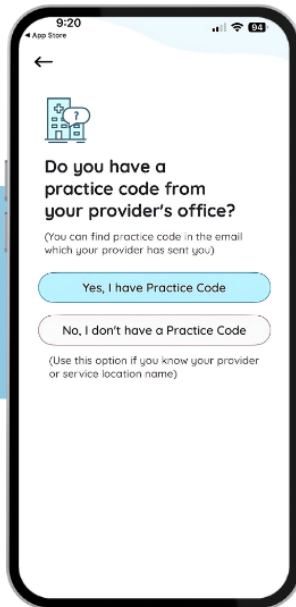 9:20
94
App Store
?
Do you have a
practice code from
your provider's office?
(You can find practice code in the email
which your provider has sent you)
Yes, I have Practice Code
No, I don't have a Practice Code
(Use this option if you know your provider
or service location name)